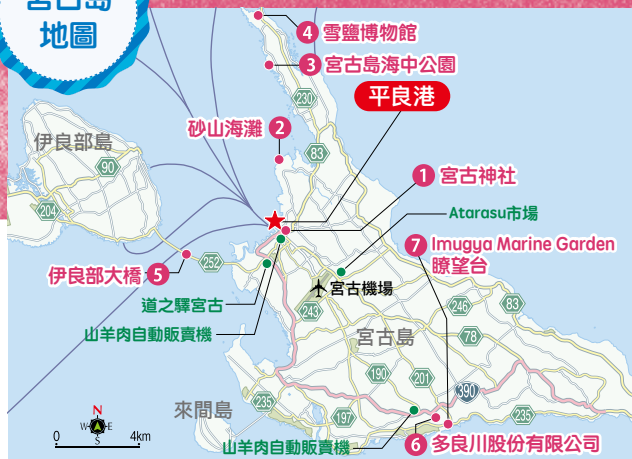 宮古島
地圖
4 雪鹽博物館
3 宮古島海中公園
平良港
230
砂山海灘 2
伊良部島
83
90
1 宮古神社
204
Atarasu市場
7 Imugya Marine Garden
瞭望台
伊良部大橋 5
252
宮古機場
道之驛宮古
243
246
83
山羊肉自動販賣機
宮古島
78
190
201
390
來間島
235
197
235
N
W E
S
0 4km
山羊肉自動販賣機
6 多良川股份有限公司